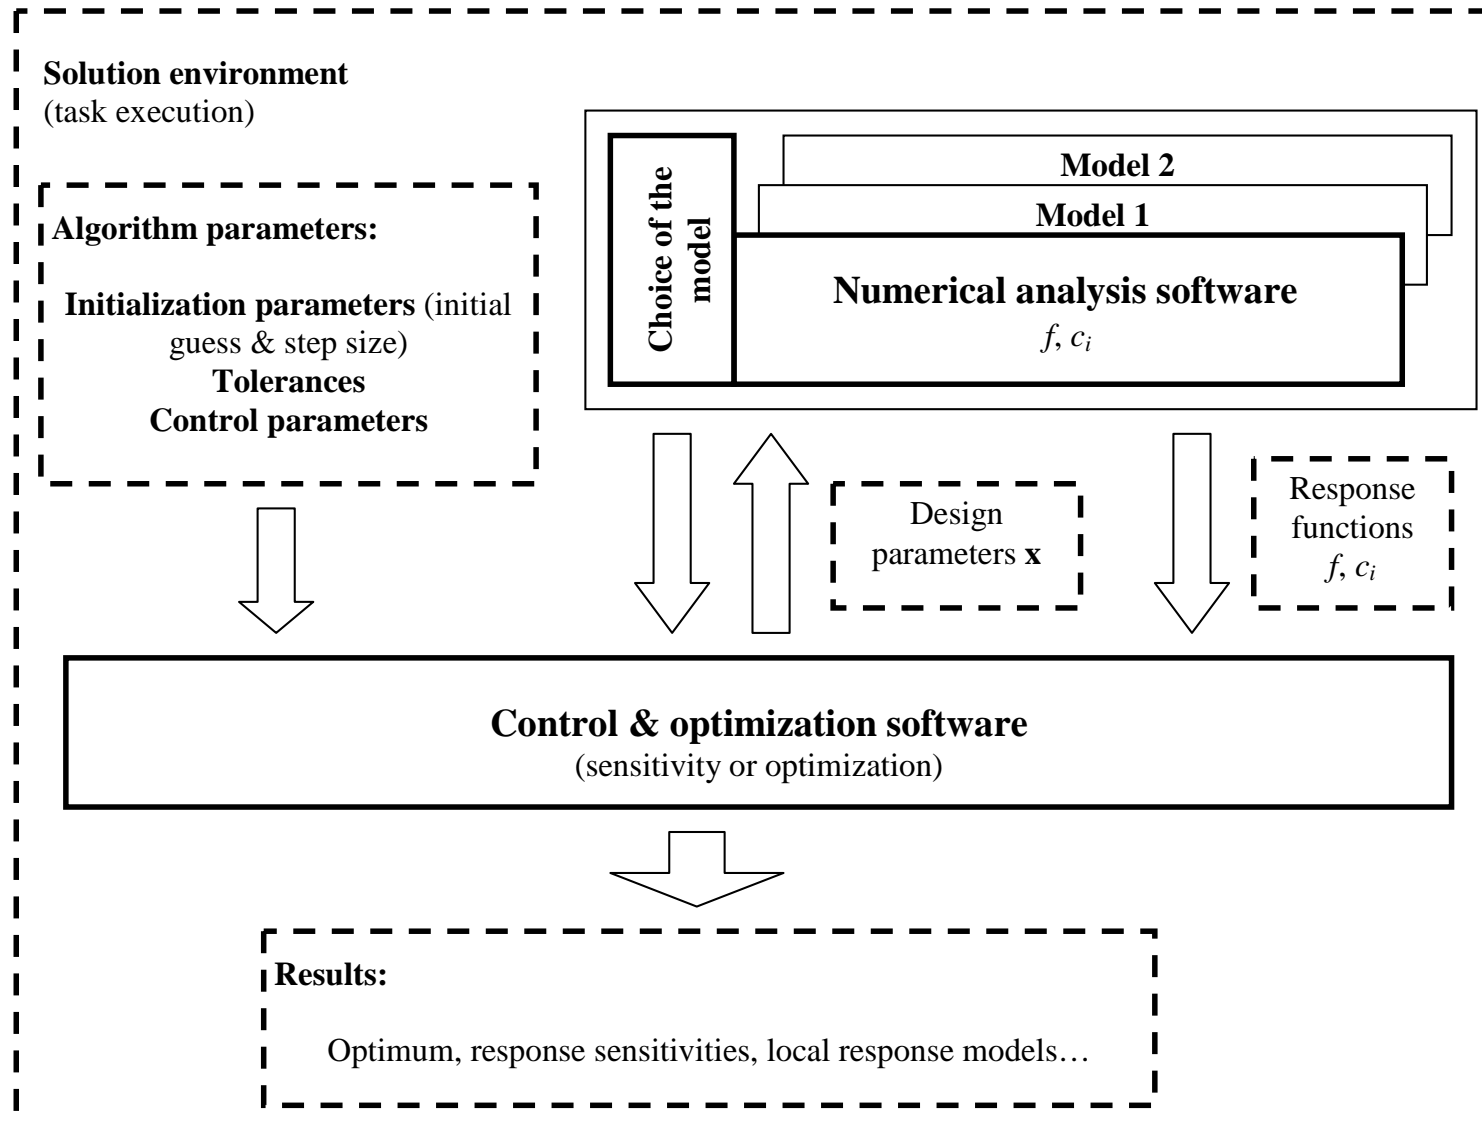 Solution environment
(task execution)
Algorithm parameters:
Initialization parameters (initial
guess & step size)
Tolerances
Control parameters
Choice of the
model
Model 2
Model 1
Numerical analysis software
f, c_i
Design
parameters x
Response
functions
f, c_i
Control & optimization software
(sensitivity or optimization)
Results:
Optimum, response sensitivities, local response models…